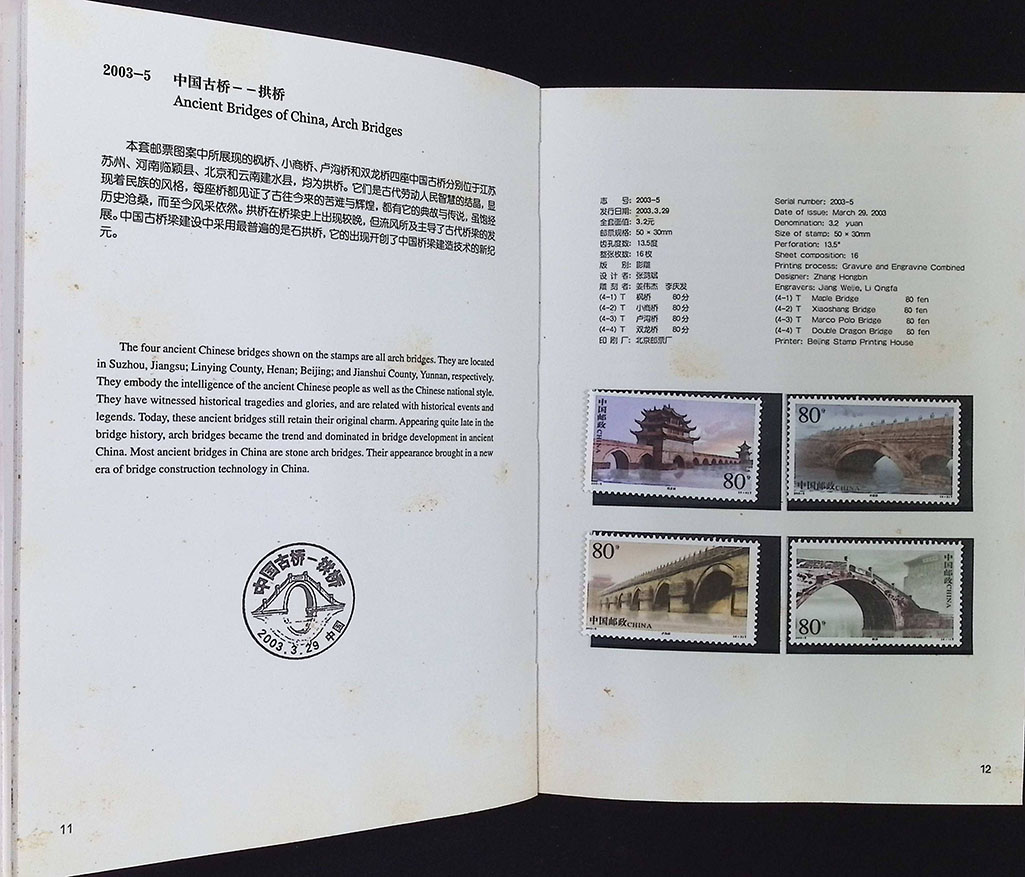 2003–5 中国古桥－－拱桥
Ancient Bridges of China, Arch Bridges
本套邮票图案中所展现的枫桥、小商桥、卢沟桥和双龙桥四座中国古桥分别位于江苏
苏州、河南临颍县、北京和云南建水县，均为拱桥。它们是古代劳动人民智慧的结晶，显
现着民族的风格，每座桥都见证了古往今来的苦难与辉煌，都有它的典故与传说，虽饱经
历史沧桑，而至今风采依然。拱桥在桥梁史上出现较晚，但流风所及主导了古代桥梁的发
展。中国古桥梁建设中采用最普遍的是石拱桥，它的出现开创了中国桥梁建造技术的新纪
元。
The four ancient Chinese bridges shown on the stamps are all arch bridges. They are located
in Suzhou, Jiangsu; Linying County, Henan; Beijing; and Jianshui County, Yunnan, respectively.
They embody the intelligence of the ancient Chinese people as well as the Chinese national style.
They have witnessed historical tragedies and glories, and are related with historical events and
legends. Today, these ancient bridges still retain their original charm. Appearing quite late in the
bridge history, arch bridges became the trend and dominated in bridge development in ancient
China. Most ancient bridges in China are stone arch bridges. Their appearance brought in a new
era of bridge construction technology in China.
中国古桥－拱桥
2003.3.29 中国
11
志 号: 2003-5
发行日期: 2003.3.29
全套面值: 3.2元
邮票规格: 50 × 30mm
齿孔度数: 13.5度
整张枚数: 16枚
版 别: 影雕
设 计 者: 张鸿斌
雕 刻 者: 姜伟杰 李庆发
(4-1) T 枫桥 80分
(4-2) T 小商桥 80分
(4-3) T 卢沟桥 80分
(4-4) T 双龙桥 80分
印 刷 厂: 北京邮票厂
Serial number: 2003-5
Date of issue: March 29, 2003
Denomination: 3.2 yuan
Size of stamp: 50 × 30mm
Perforation: 13.5°
Sheet composition: 16
Printing process: Gravure and Engravine Combined
Designer: Zhang Hongbin
Engravers: Jiang Weije, Li Qingfa
(4-1) T Maple Bridge 80 fen
(4-2) T Xiaoshang Bridge 80 fen
(4-3) T Marco Polo Bridge 80 fen
(4-4) T Double Dragon Bridge 80 fen
Printer: Beijing Stamp Printing House
中国邮政 CHINA
80分
80分
中国邮政 CHINA
80分
中国邮政 CHINA
中国邮政 CHINA
80分
12